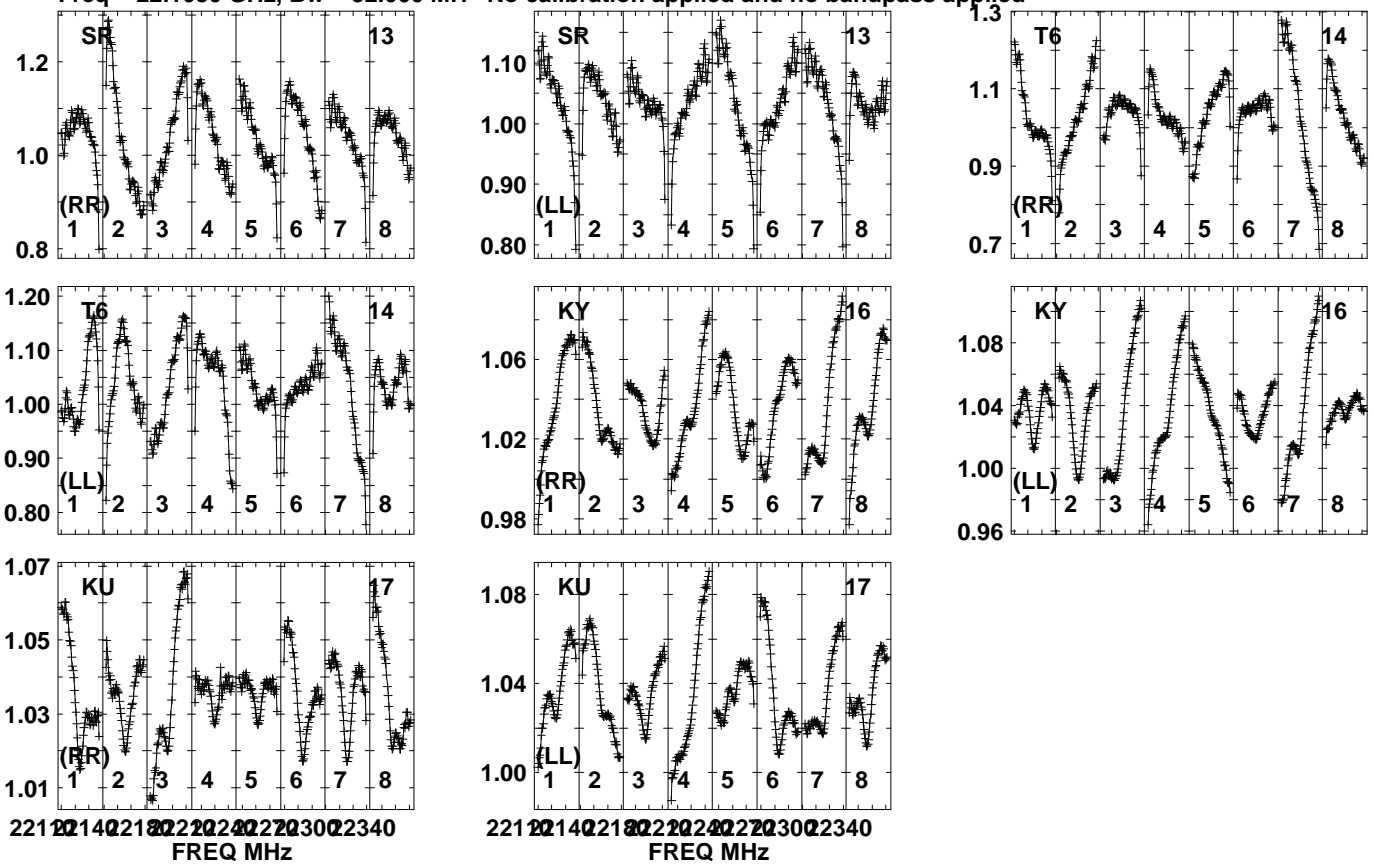 SR 13
1.2
1.0
0.8
(RR)
1 2 3 4 5 6 7 8
SR 13
1.10
1.00
0.90
0.80
(LL)
1 2 3 4 5 6 7 8
T6 14
1.3
1.1
0.9
0.7
(RR)
1 2 3 4 5 6 7 8
T6 14
1.20
1.10
1.00
0.90
0.80
(LL)
1 2 3 4 5 6 7 8
KY 16
1.06
1.02
0.98
(RR)
1 2 3 4 5 6 7 8
KY 16
1.08
1.04
1.00
0.96
(LL)
1 2 3 4 5 6 7 8
KU 17
1.07
1.05
1.03
1.01
(RR)
1 2 3 4 5 6 7 8
FREQ MHz
KU 17
1.08
1.04
1.00
(LL)
1 2 3 4 5 6 7 8
FREQ MHz